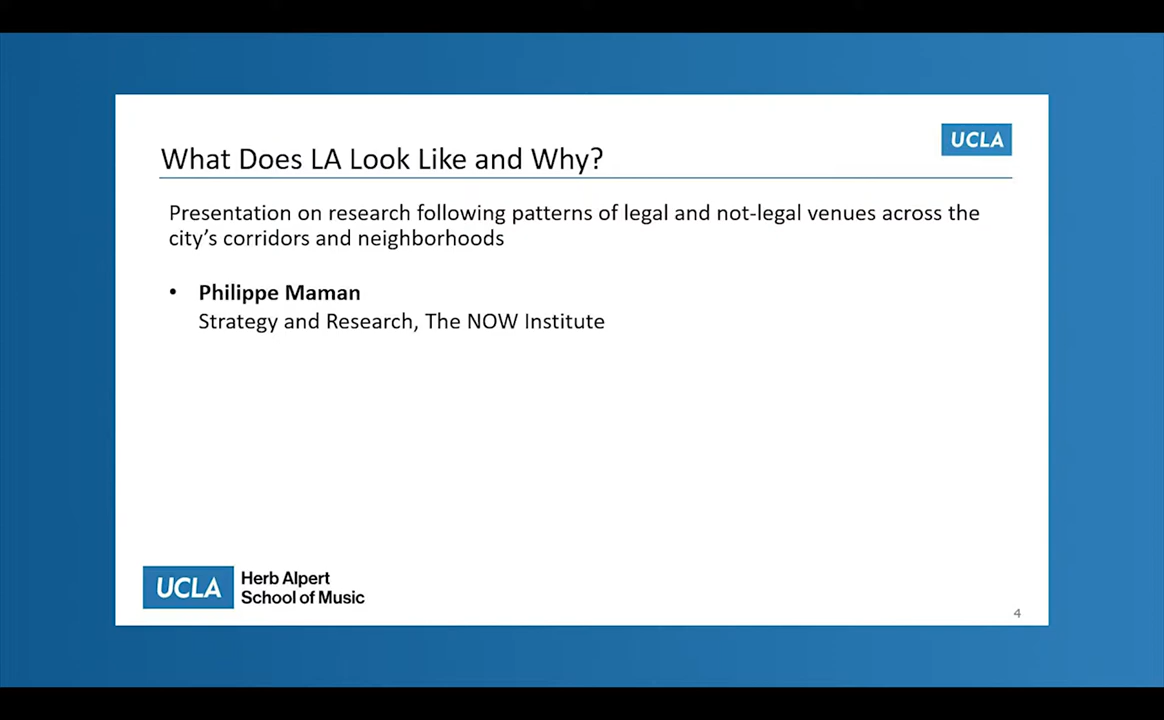 UCLA
What Does LA Look Like and Why?
Presentation on research following patterns of legal and not-legal venues across the
city’s corridors and neighborhoods
• Philippe Maman
Strategy and Research, The NOW Institute
UCLA Herb Alpert
School of Music
4